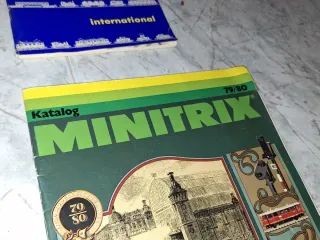 International
79/80
Katalog
MINITRIX®
70
80